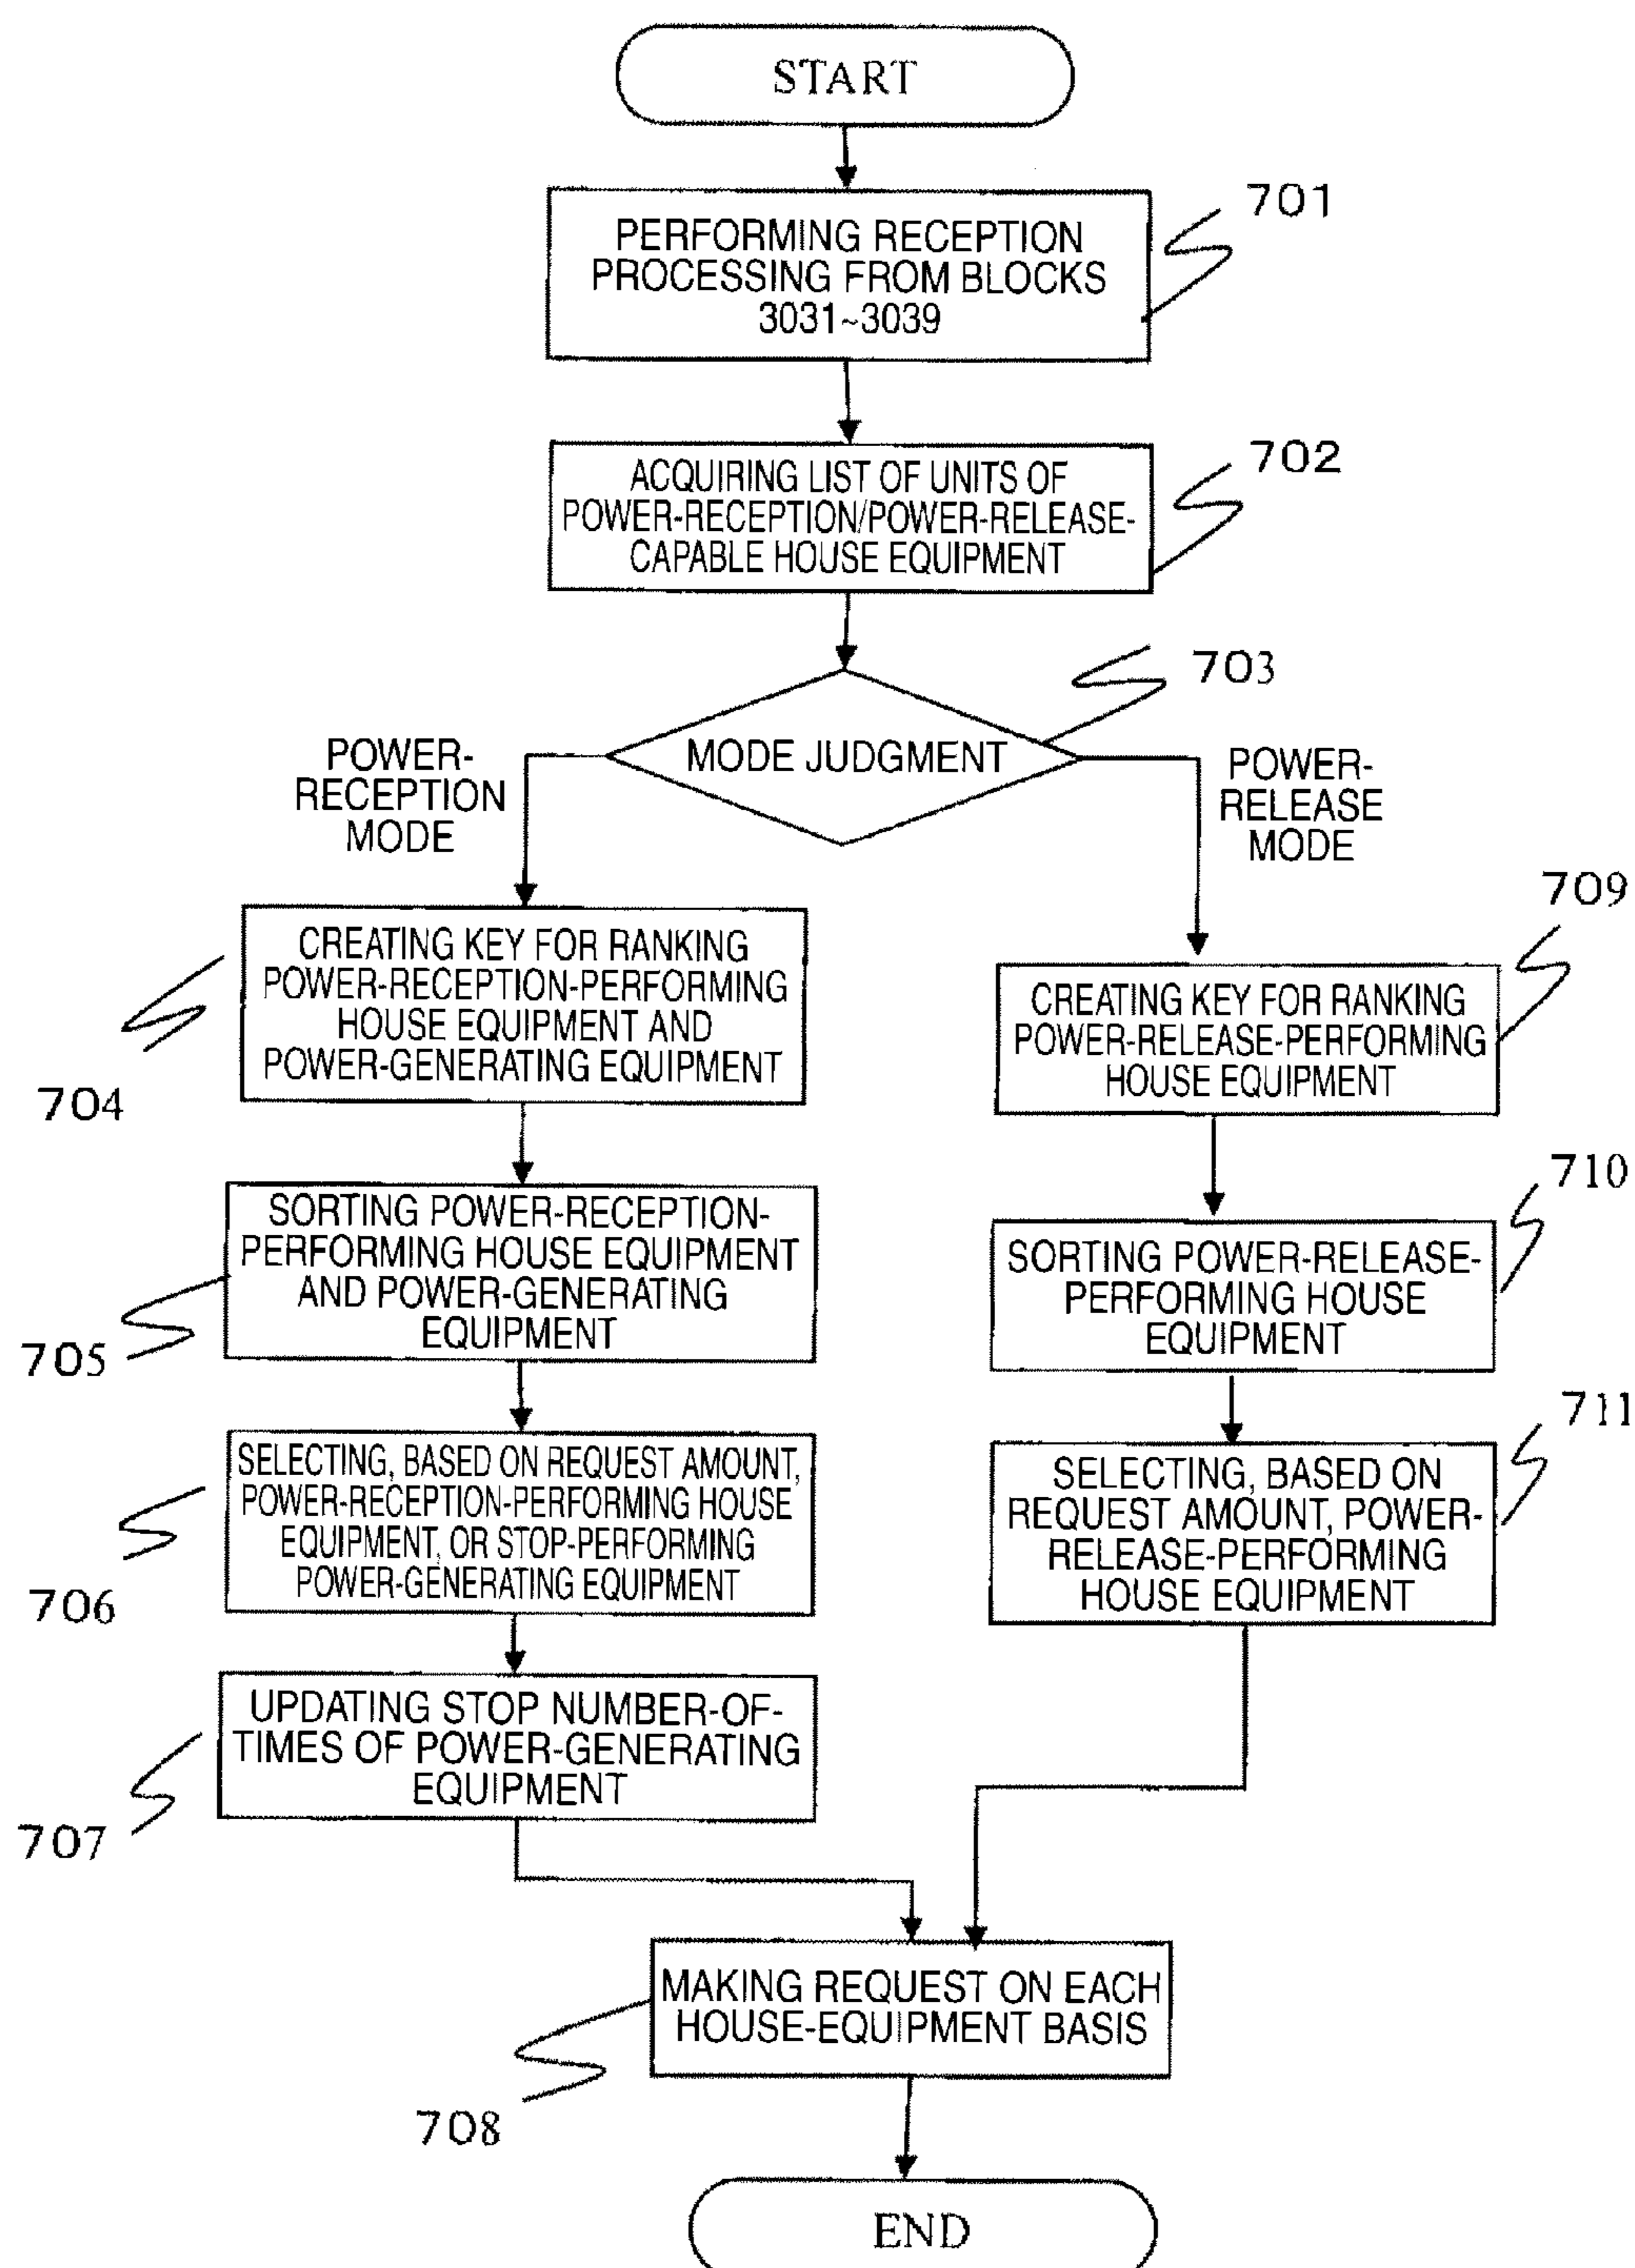 START
701
PERFORMING RECEPTION
PROCESSING FROM BLOCKS
3031~3039
702
ACQUIRING LIST OF UNITS OF
POWER-RECEPTION/POWER-RELEASE-
CAPABLE HOUSE EQUIPMENT
703
MODE JUDGMENT
POWER-
RECEPTION
MODE
POWER-
RELEASE
MODE
704
CREATING KEY FOR RANKING
POWER-RECEPTION-PERFORMING
HOUSE EQUIPMENT AND
POWER-GENERATING EQUIPMENT
705
SORTING POWER-RECEPTION-
PERFORMING HOUSE EQUIPMENT
AND POWER-GENERATING
EQUIPMENT
706
SELECTING, BASED ON REQUEST AMOUNT,
POWER-RECEPTION-PERFORMING HOUSE
EQUIPMENT, OR STOP-PERFORMING
POWER-GENERATING EQUIPMENT
707
UPDATING STOP NUMBER-OF-
TIMES OF POWER-GENERATING
EQUIPMENT
709
CREATING KEY FOR RANKING
POWER-RELEASE-PERFORMING
HOUSE EQUIPMENT
710
SORTING POWER-RELEASE-
PERFORMING HOUSE
EQUIPMENT
711
SELECTING, BASED ON
REQUEST AMOUNT, POWER-
RELEASE-PERFORMING
HOUSE EQUIPMENT
708
MAKING REQUEST ON EACH
HOUSE-EQUIPMENT BASIS
END